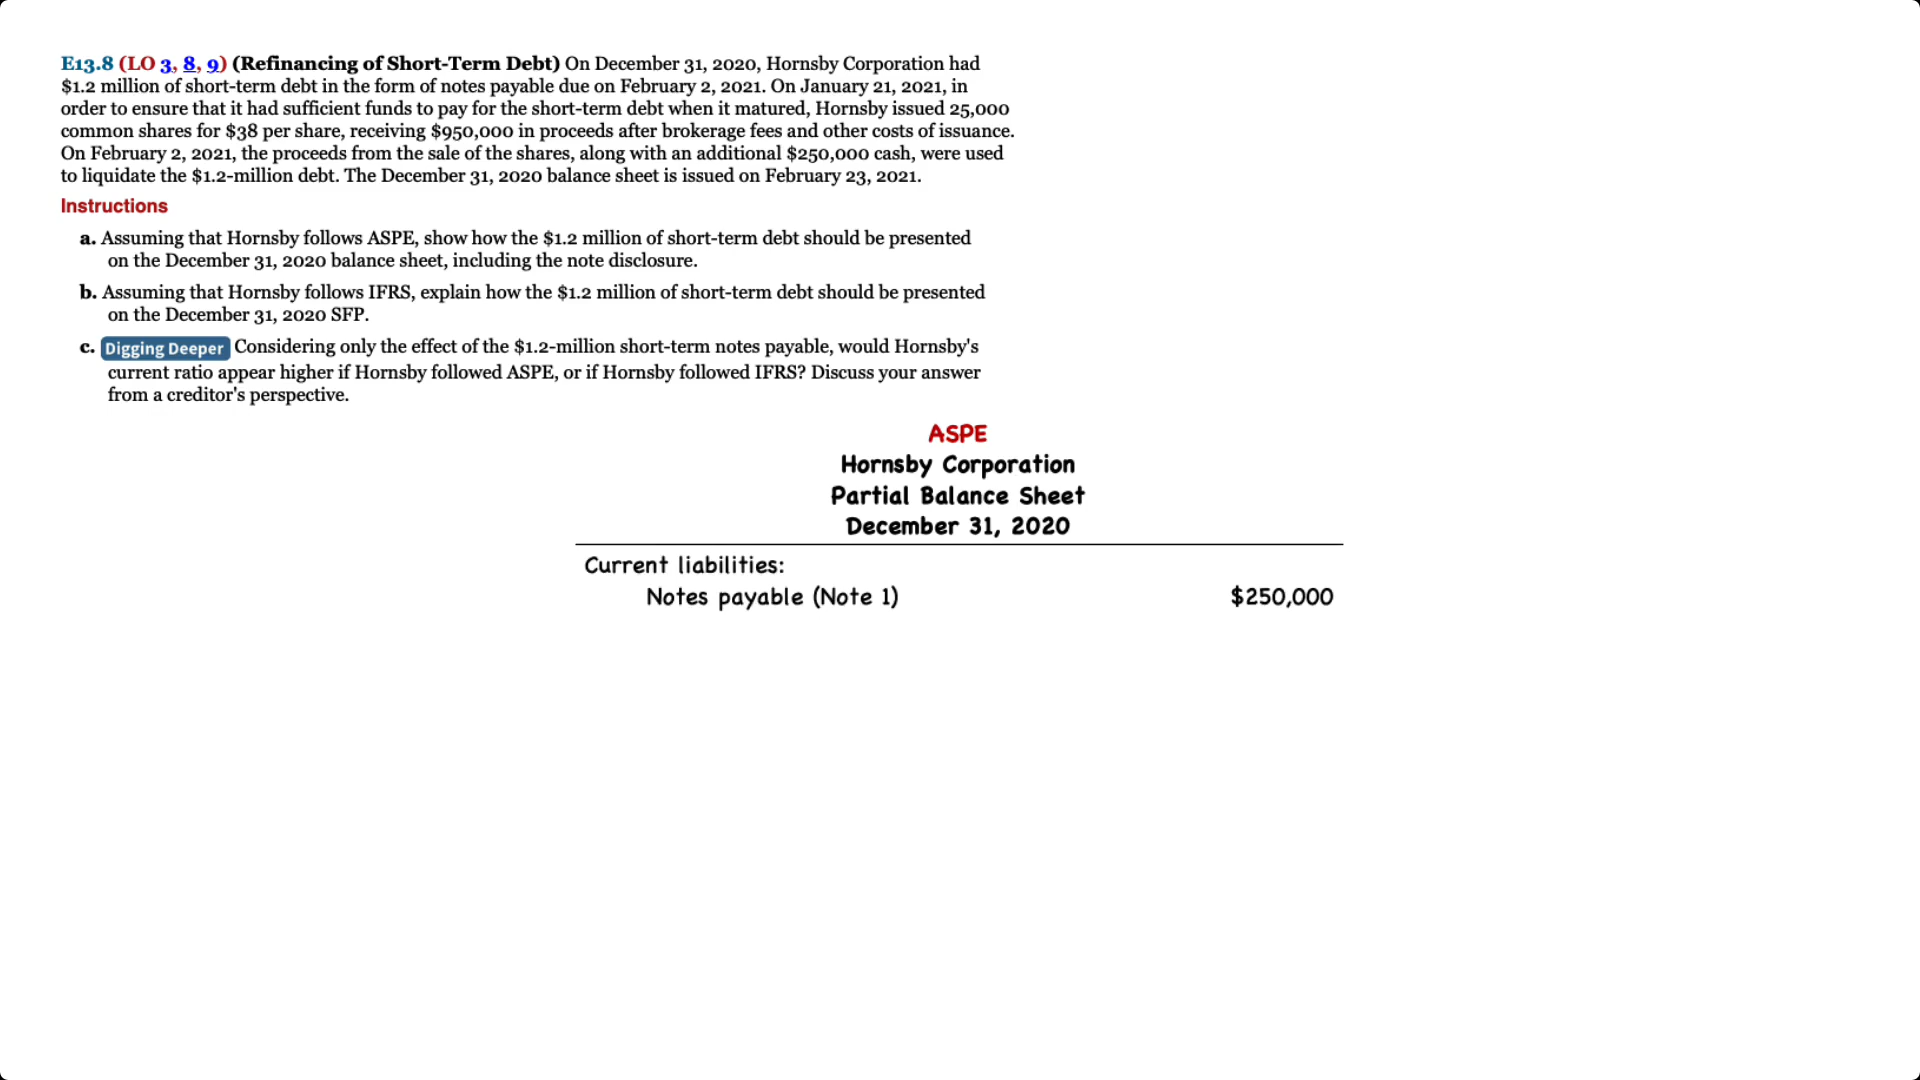 E13.8 (LO 3, 8, 9) (Refinancing of Short-Term Debt) On December 31, 2020, Hornsby Corporation had
$1.2 million of short-term debt in the form of notes payable due on February 2, 2021. On January 21, 2021, in
order to ensure that it had sufficient funds to pay for the short-term debt when it matured, Hornsby issued 25,000
common shares for $38 per share, receiving $950,000 in proceeds after brokerage fees and other costs of issuance.
On February 2, 2021, the proceeds from the sale of the shares, along with an additional $250,000 cash, were used
to liquidate the $1.2-million debt. The December 31, 2020 balance sheet is issued on February 23, 2021.
Instructions
a. Assuming that Hornsby follows ASPE, show how the $1.2 million of short-term debt should be presented
on the December 31, 2020 balance sheet, including the note disclosure.
b. Assuming that Hornsby follows IFRS, explain how the $1.2 million of short-term debt should be presented
on the December 31, 2020 SFP.
c. Digging Deeper Considering only the effect of the $1.2-million short-term notes payable, would Hornsby's
current ratio appear higher if Hornsby followed ASPE, or if Hornsby followed IFRS? Discuss your answer
from a creditor's perspective.
ASPE
Hornsby Corporation
Partial Balance Sheet
December 31, 2020
Current liabilities:
Notes payable (Note 1) $250,000